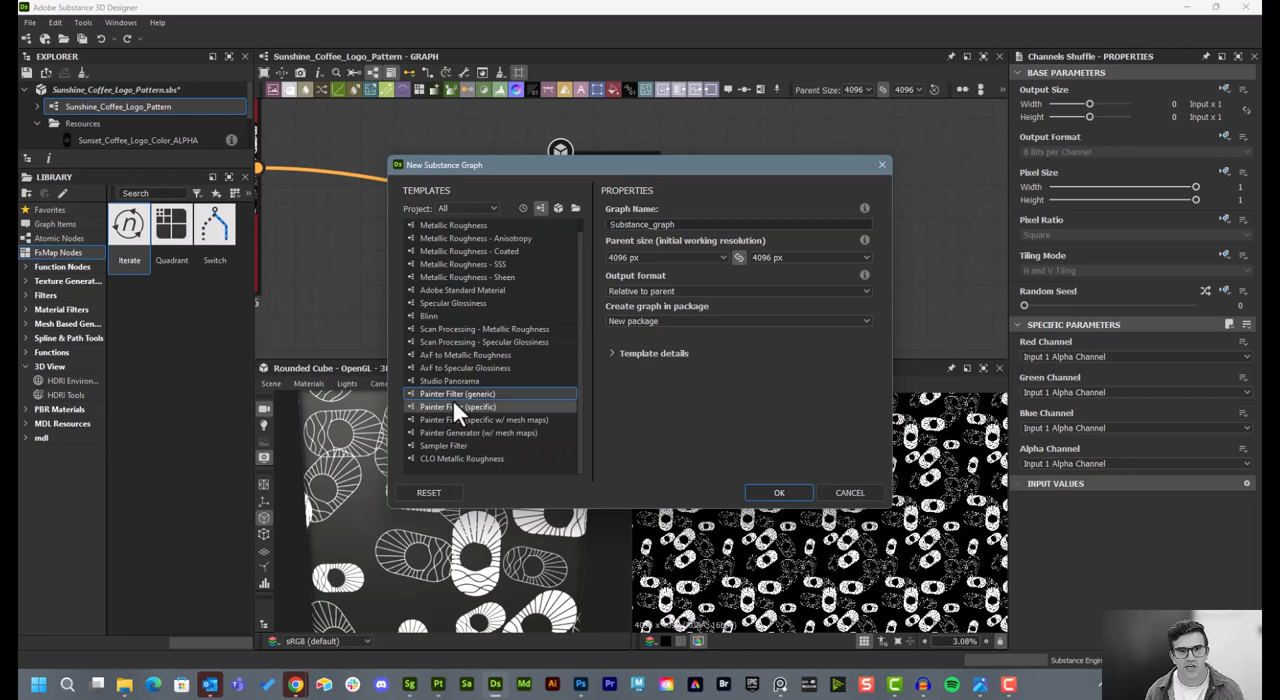 Adobe Substance 3D Designer
File Edit Tools Windows Help
EXPLORER
Sunshine_Coffee_Logo_Pattern.sbs*
Sunshine_Coffee_Logo_Pattern
Resources
Sunset_Coffee_Logo_Color_ALPHA
LIBRARY
Search
Favorites
Graph Items
Atomic Nodes
FxMap Nodes
Function Nodes
Texture Generat...
Filters
Material Filters
Mesh Based Gen...
Spline & Path Tools
Functions
3D View
HDRI Environ...
HDRI Tools
PBR Materials
MDL Resources
mdl
Iterate Quadrant Switch
Sunshine_Coffee_Logo_Pattern - GRAPH
Parent Size: 4096 4096
New Substance Graph
TEMPLATES
Project: All
Metallic Roughness
Metallic Roughness - Anisotropy
Metallic Roughness - Coated
Metallic Roughness - SSS
Metallic Roughness - Sheen
Adobe Standard Material
Specular Glossiness
Blinn
Scan Processing - Metallic Roughness
Scan Processing - Specular Glossiness
AxF to Metallic Roughness
AxF to Specular Glossiness
Studio Panorama
Painter Filter (generic)
Painter (specific)
Painter (specific w/ mesh maps)
Painter Generator (w/ mesh maps)
Sampler Filter
CLO Metallic Roughness
RESET
PROPERTIES
Graph Name:
Substance_graph
Parent size (initial working resolution)
4096 px 4096 px
Output format
Relative to parent
Create graph in package
New package
Template details
OK CANCEL
Rounded Cube - OpenGL - 3D
Scene Materials Lights
sRGB (default)
3.08%
Substance
Channels Shuffle - PROPERTIES
BASE PARAMETERS
Output Size
Width 0 Input x 1
Height 0 Input x 1
Output Format
8 Bits per Channel
Pixel Size
Width 1
Height 1
Pixel Ratio
Square
Tiling Mode
H and V Tiling
Random Seed
0
SPECIFIC PARAMETERS
Red Channel
Input 1 Alpha Channel
Green Channel
Input 1 Alpha Channel
Blue Channel
Input 1 Alpha Channel
Alpha Channel
Input 1 Alpha Channel
INPUT VALUES